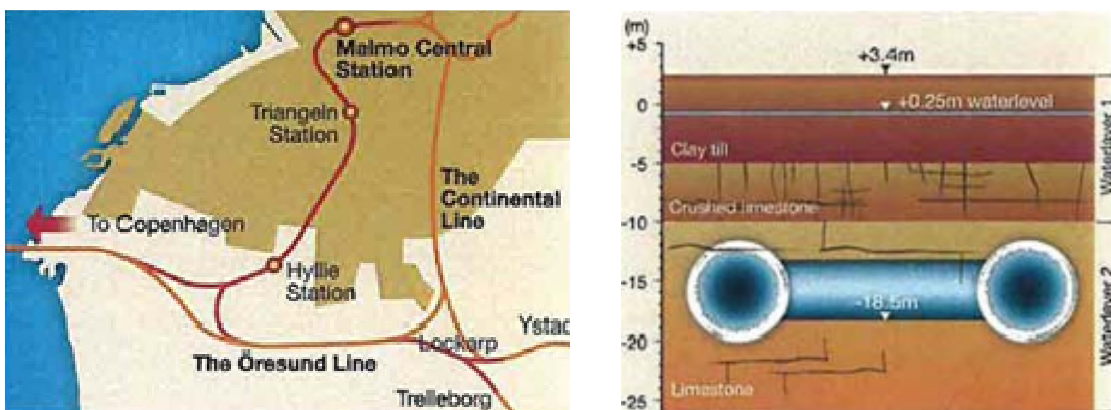 Malmo Central
Station
Triangeln
Station
The
Continental
Line
To Copenhagen
Hyllie
Station
Ystad
Lockarp
The Öresund Line
Trelleborg
(m)
+5
+3.4m
0
+0.25m waterlevel
Clay till
-5
Crushed limestone
-10
-15
-18.5m
-20
Limestone
-25
Waterlayer 1
Waterlayer 2